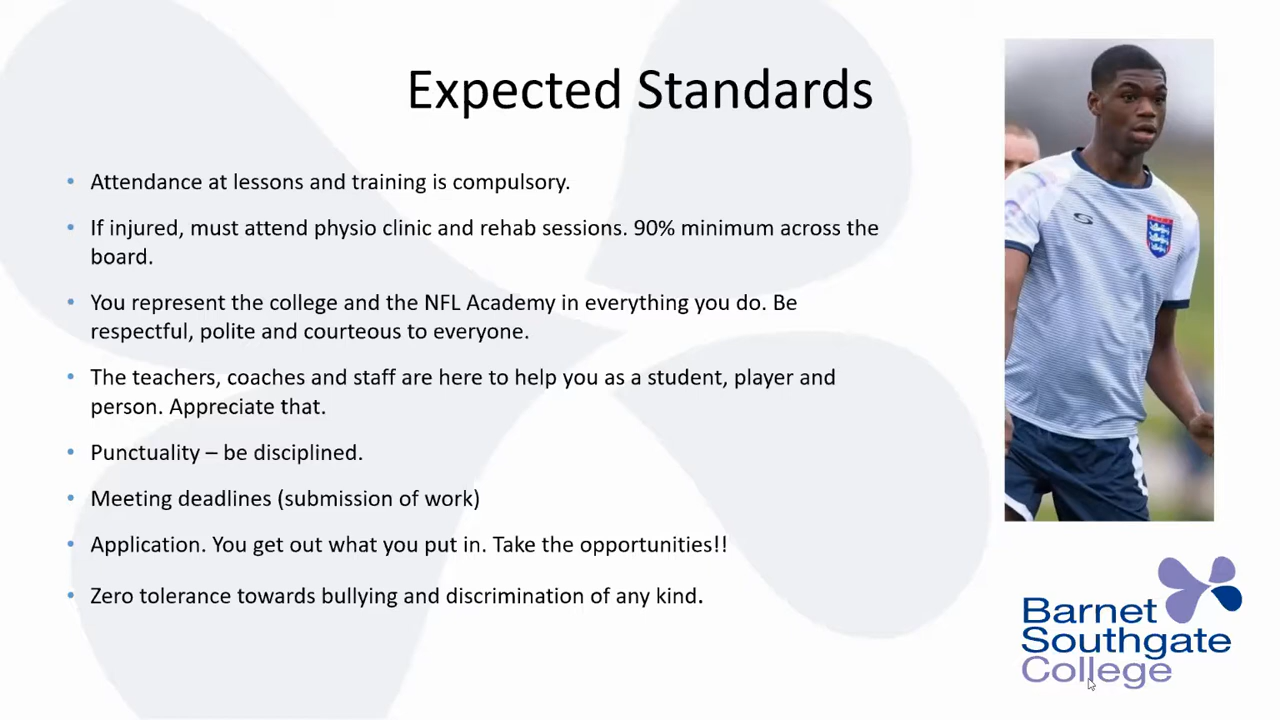 Expected Standards
• Attendance at lessons and training is compulsory.
• If injured, must attend physio clinic and rehab sessions. 90% minimum across the
board.
• You represent the college and the NFL Academy in everything you do. Be
respectful, polite and courteous to everyone.
• The teachers, coaches and staff are here to help you as a student, player and
person. Appreciate that.
• Punctuality – be disciplined.
• Meeting deadlines (submission of work)
• Application. You get out what you put in. Take the opportunities!!
• Zero tolerance towards bullying and discrimination of any kind.
Barnet
Southgate
College